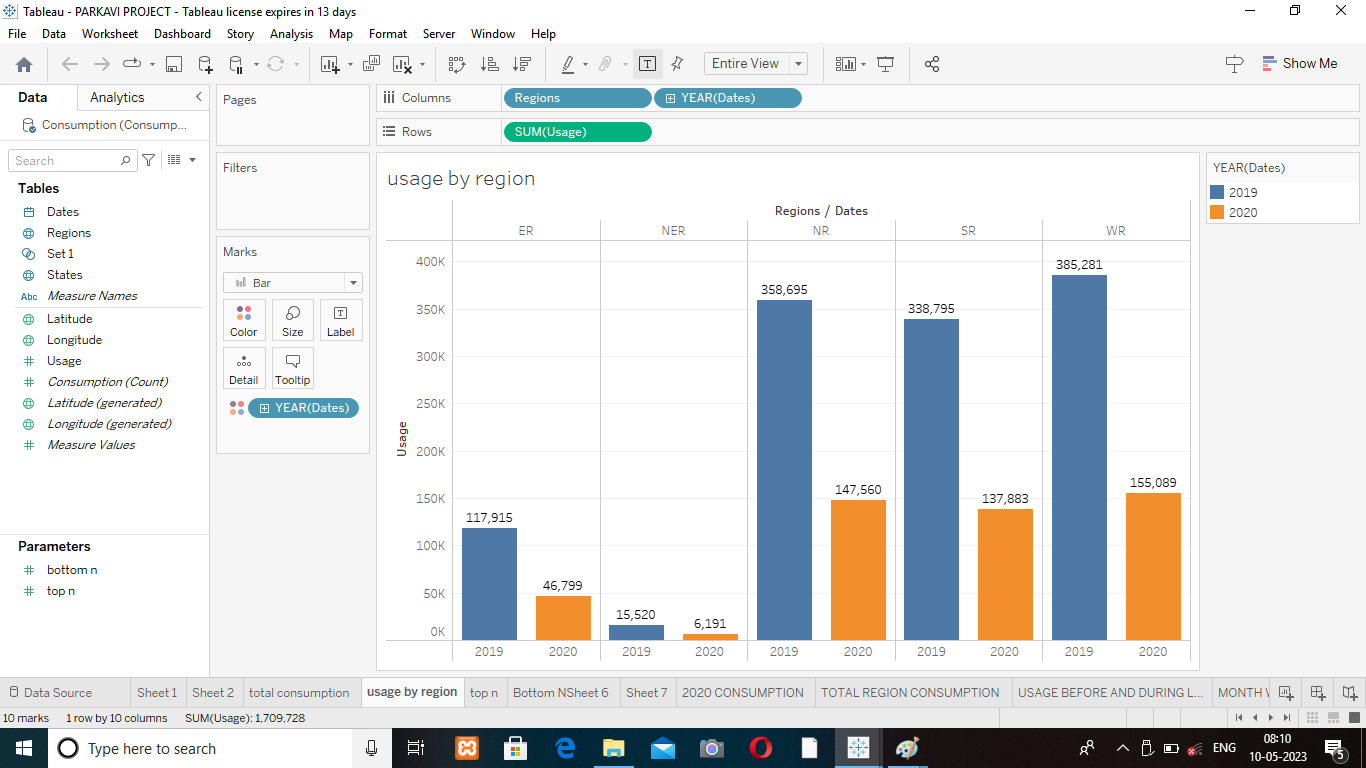 Tableau - PARKAVI PROJECT - Tableau license expires in 13 days
File Data Worksheet Dashboard Story Analysis Map Format Server Window Help
Entire View
Show Me
Data Analytics
Consumption (Consump...
Search
Tables
Dates
Regions
Set 1
States
Abc Measure Names
Latitude
Longitude
Usage
Consumption (Count)
Latitude (generated)
Longitude (generated)
Measure Values
Parameters
bottom n
top n
Pages
Filters
Marks
Bar
Color Size Label
Detail Tooltip
YEAR(Dates)
Columns Regions YEAR(Dates)
Rows SUM(Usage)
usage by region
Regions / Dates
ER NER NR SR WR
Usage
400K
350K
300K
250K
200K
150K
100K
50K
0K
117,915
46,799
15,520
6,191
358,695
147,560
338,795
137,883
385,281
155,089
2019 2020 2019 2020 2019 2020 2019 2020 2019 2020
YEAR(Dates)
2019
2020
Data Source Sheet 1 Sheet 2 total consumption usage by region top n Bottom NSheet 6 Sheet 7 2020 CONSUMPTION TOTAL REGION CONSUMPTION USAGE BEFORE AND DURING L... MONTH
10 marks 1 row by 10 columns SUM(Usage): 1,709,728
Type here to search
ENG
08:10
10-05-2023
5